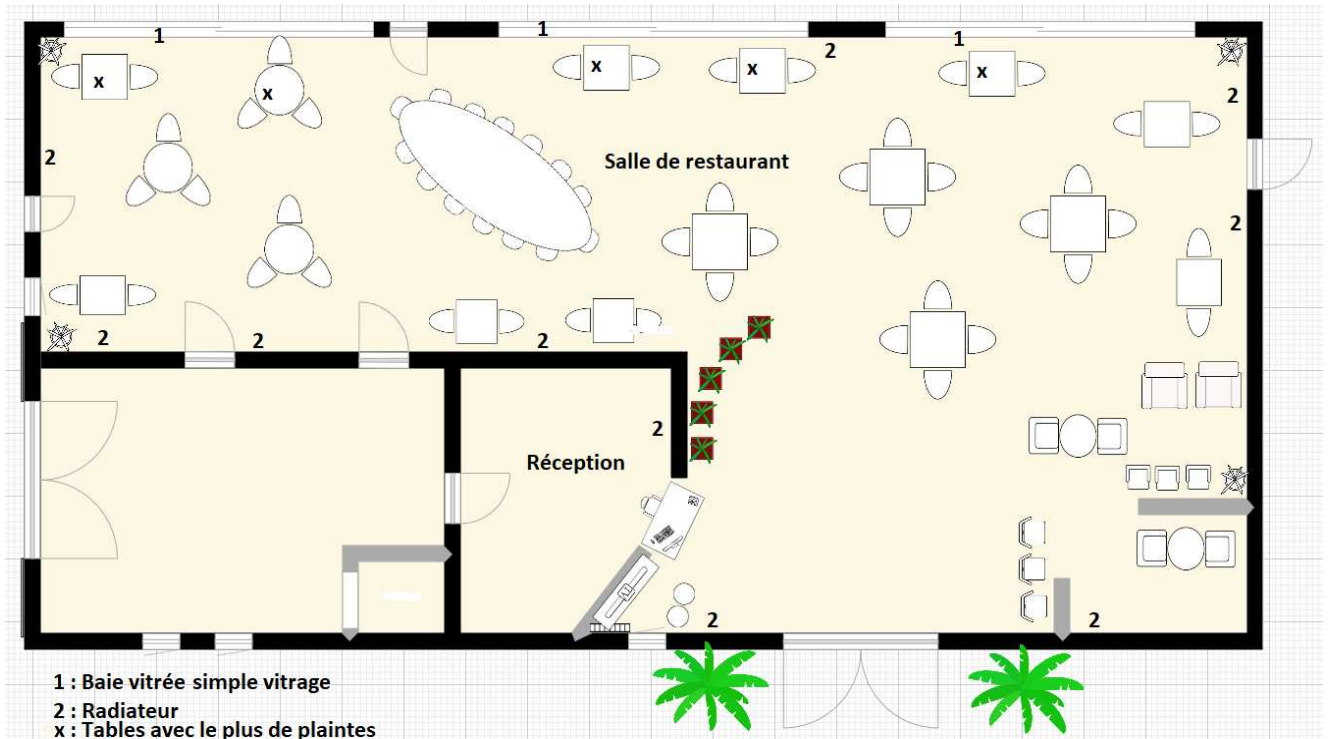 1
1
1
2
x
x
x
x
x
2
2
Salle de restaurant
2
2
2
2
2
Réception
2
2
1 : Baie vitrée simple vitrage
2 : Radiateur
x : Tables avec le plus de plaintes